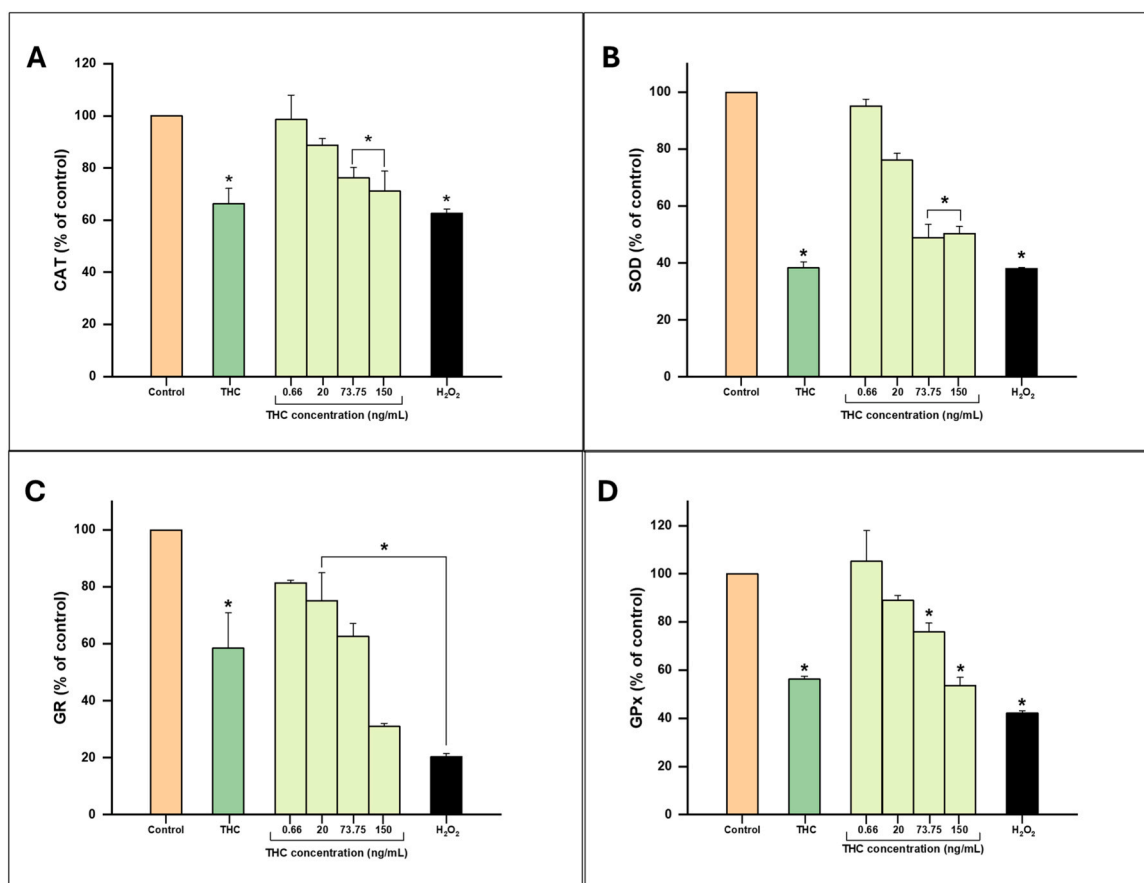 A
CAT (% of control)
120
100
80
60
40
20
0
*
*
*
Control THC 0.66 20 73.75 150 H₂O₂
THC concentration (ng/mL)
B
SOD (% of control)
100
80
60
40
20
0
*
*
*
Control THC 0.66 20 73.75 150 H₂O₂
THC concentration (ng/mL)
C
GR (% of control)
100
80
60
40
20
0
*
*
Control THC 0.66 20 73.75 150 H₂O₂
THC concentration (ng/mL)
D
GPx (% of control)
120
100
80
60
40
20
0
*
*
*
*
Control THC 0.66 20 73.75 150 H₂O₂
THC concentration (ng/mL)